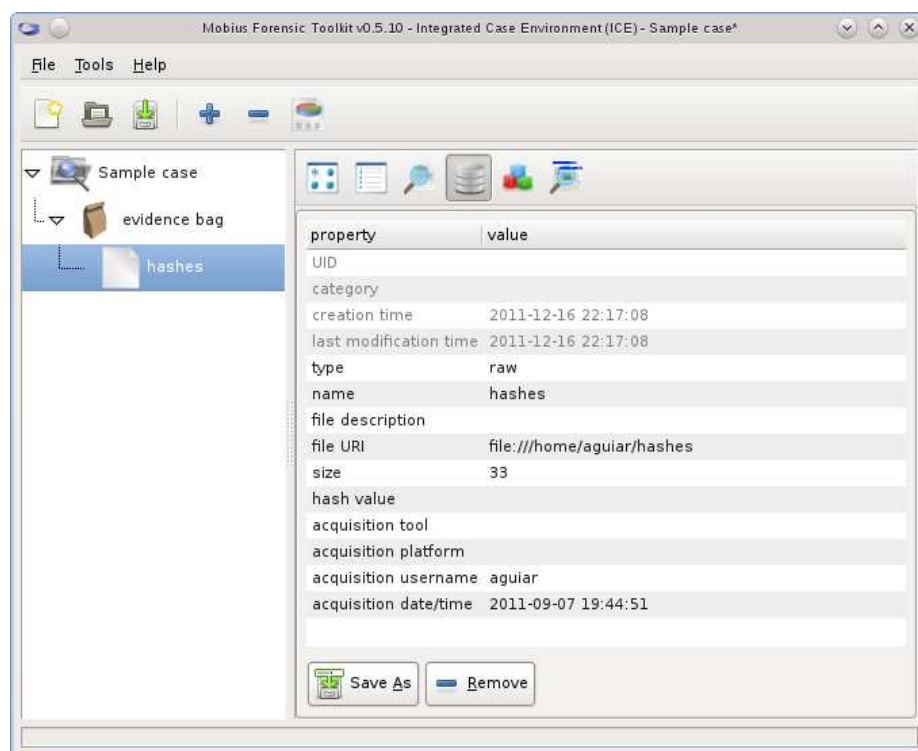 Mobius Forensic Toolkit v0.5.10 - Integrated Case Environment (ICE) - Sample case*
File Tools Help
Sample case
evidence bag
hashes
property value
UID
category
creation time 2011-12-16 22:17:08
last modification time 2011-12-16 22:17:08
type raw
name hashes
file description
file URI file:///home/aguiar/hashes
size 33
hash value
acquisition tool
acquisition platform
acquisition username aguiar
acquisition date/time 2011-09-07 19:44:51
Save As Remove